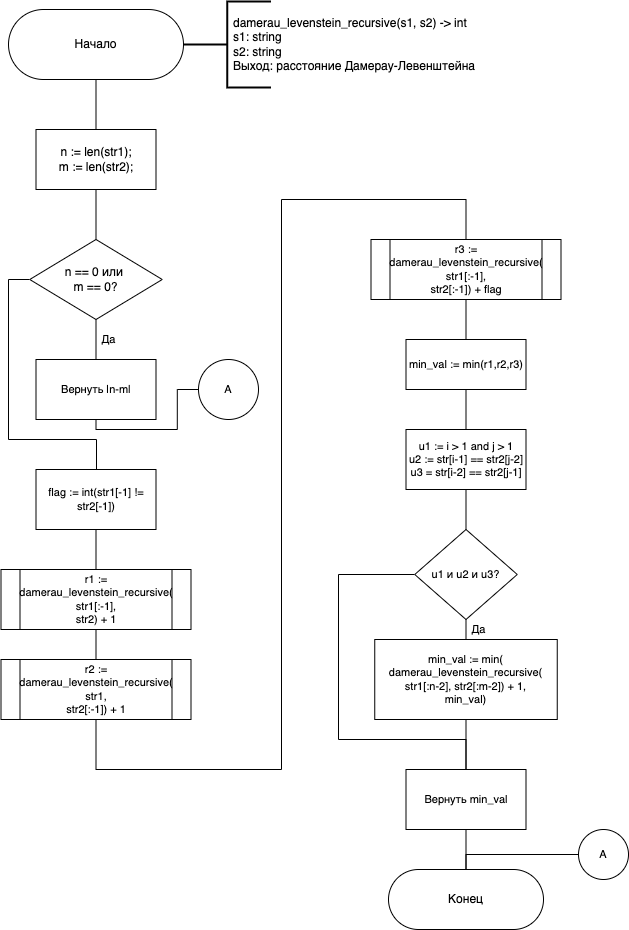 Начало
damerau_levenstein_recursive(s1, s2) -> int
s1: string
s2: string
Выход: расстояние Дамерау-Левенштейна
n := len(str1);
m := len(str2);
n == 0 или
m == 0?
Да
Вернуть |n-m|
A
flag := int(str1[-1] !=
str2[-1])
r1 :=
damerau_levenstein_recursive(
str1[:-1],
str2) + 1
r2 :=
damerau_levenstein_recursive(
str1,
str2[:-1]) + 1
r3 :=
damerau_levenstein_recursive(
str1[:-1],
str2[:-1]) + flag
min_val := min(r1,r2,r3)
u1 := i > 1 and j > 1
u2 := str[i-1] == str2[j-2]
u3 = str[i-2] == str2[j-1]
u1 и u2 и u3?
Да
min_val := min(
damerau_levenstein_recursive(
str1[:n-2], str2[:m-2]) + 1,
min_val)
Вернуть min_val
A
Конец